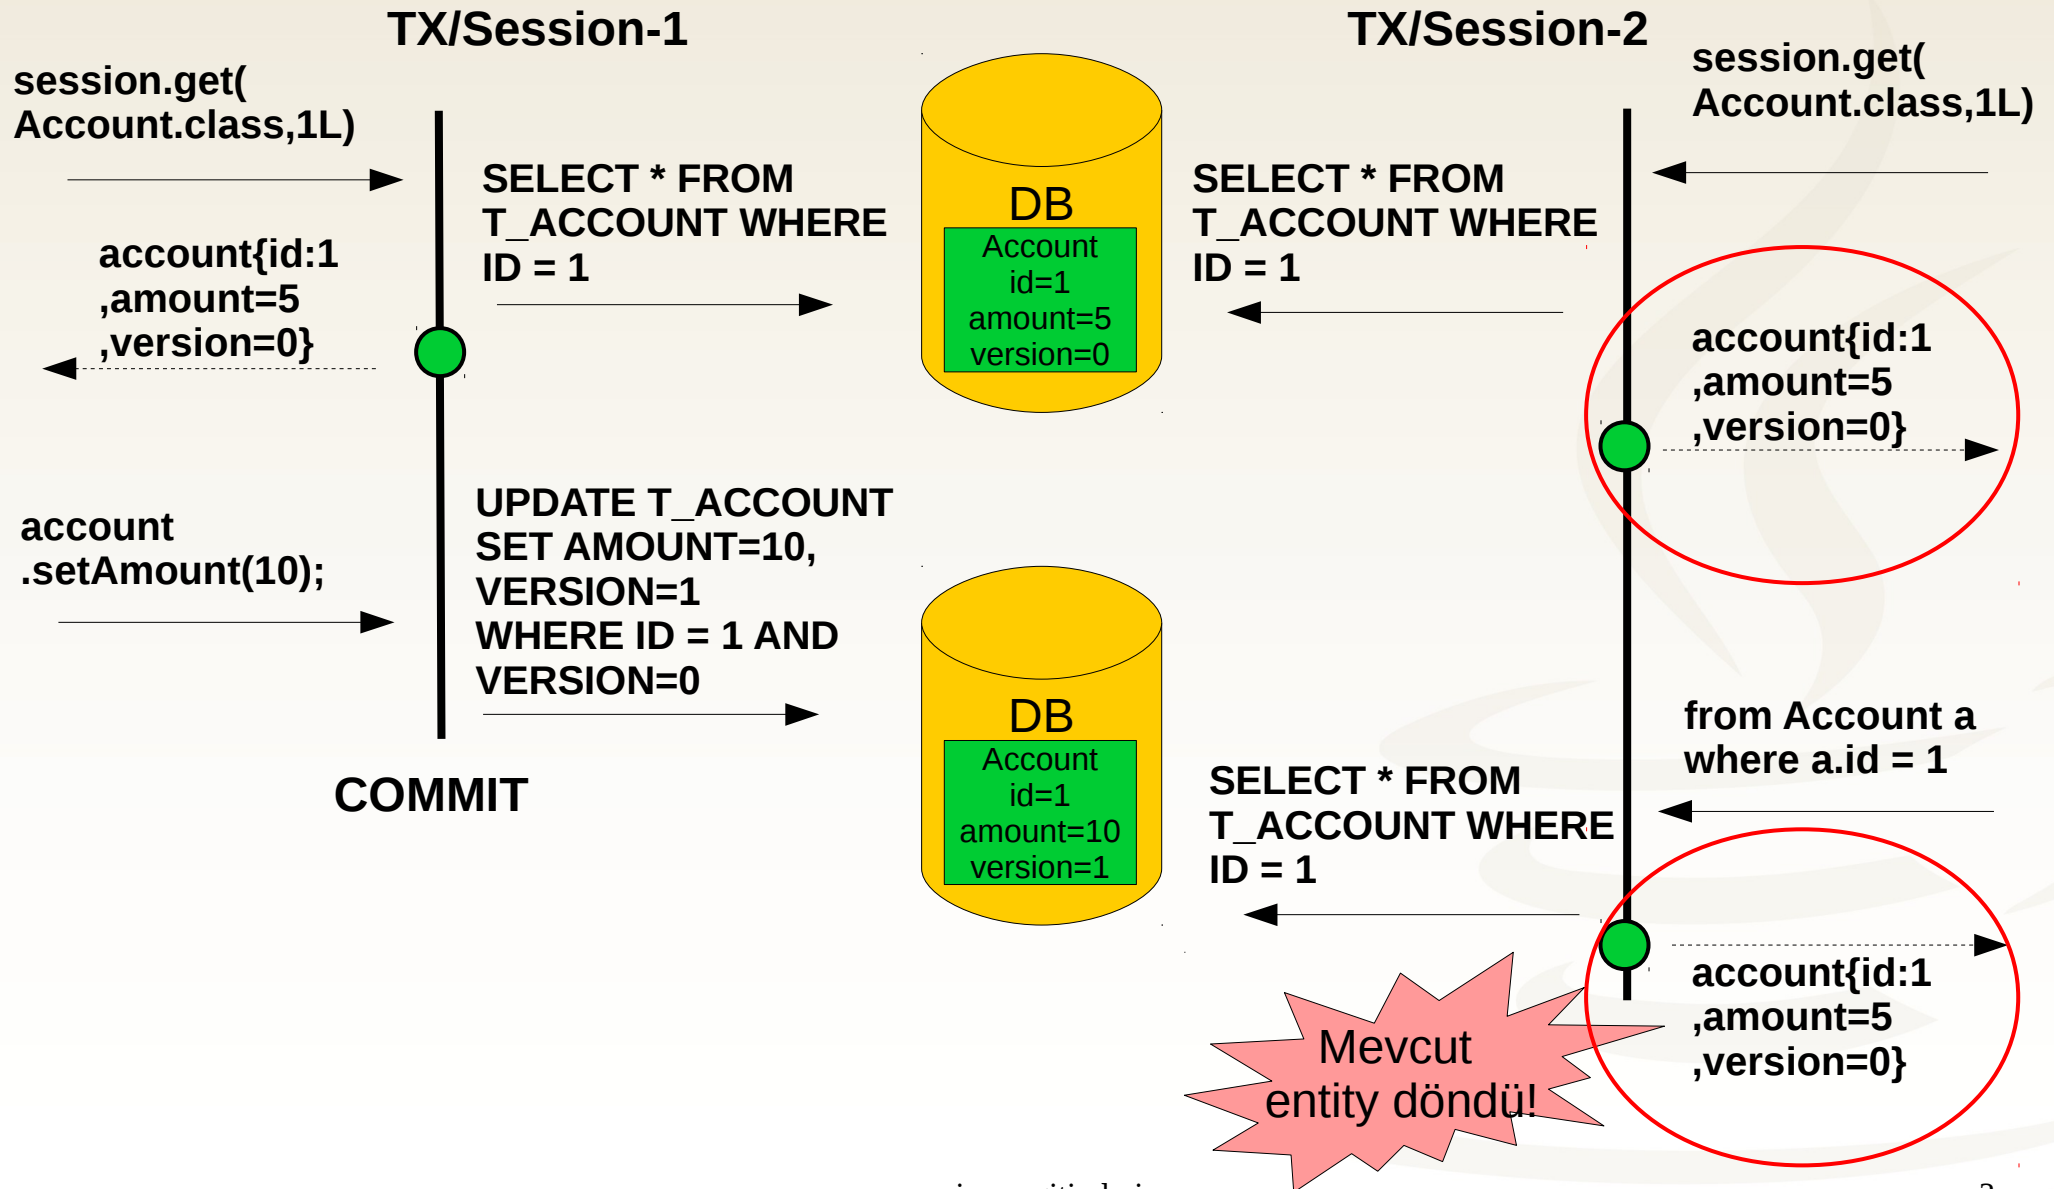 TX/Session-1
session.get(
Account.class,1L)
SELECT * FROM
T_ACCOUNT WHERE
ID = 1
account{id:1
,amount=5
,version=0}
account
.setAmount(10);
UPDATE T_ACCOUNT
SET AMOUNT=10,
VERSION=1
WHERE ID = 1 AND
VERSION=0
COMMIT
DB
Account
id=1
amount=5
version=0
DB
Account
id=1
amount=10
version=1
TX/Session-2
session.get(
Account.class,1L)
SELECT * FROM
T_ACCOUNT WHERE
ID = 1
account{id:1
,amount=5
,version=0}
from Account a
where a.id = 1
SELECT * FROM
T_ACCOUNT WHERE
ID = 1
account{id:1
,amount=5
,version=0}
Mevcut
entity döndü!